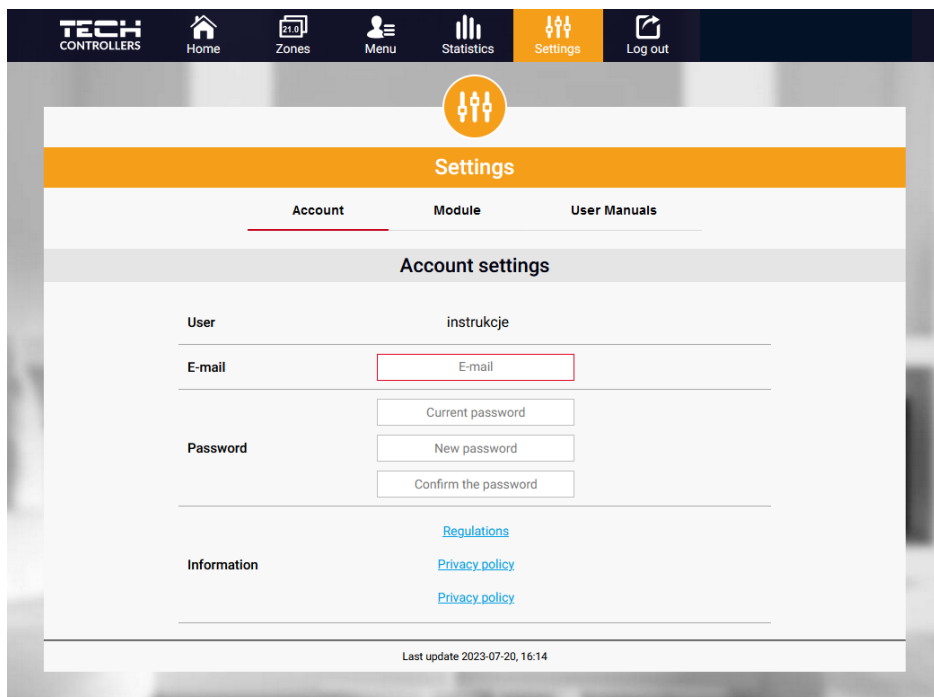 TECH
CONTROLLERS
Home
21.0
Zones
Menu
Statistics
Settings
Log out
Settings
Account Module User Manuals
Account settings
User instrukcje
E-mail E-mail
Current password
Password New password
Confirm the password
Regulations
Information Privacy policy
Privacy policy
Last update 2023-07-20, 16:14